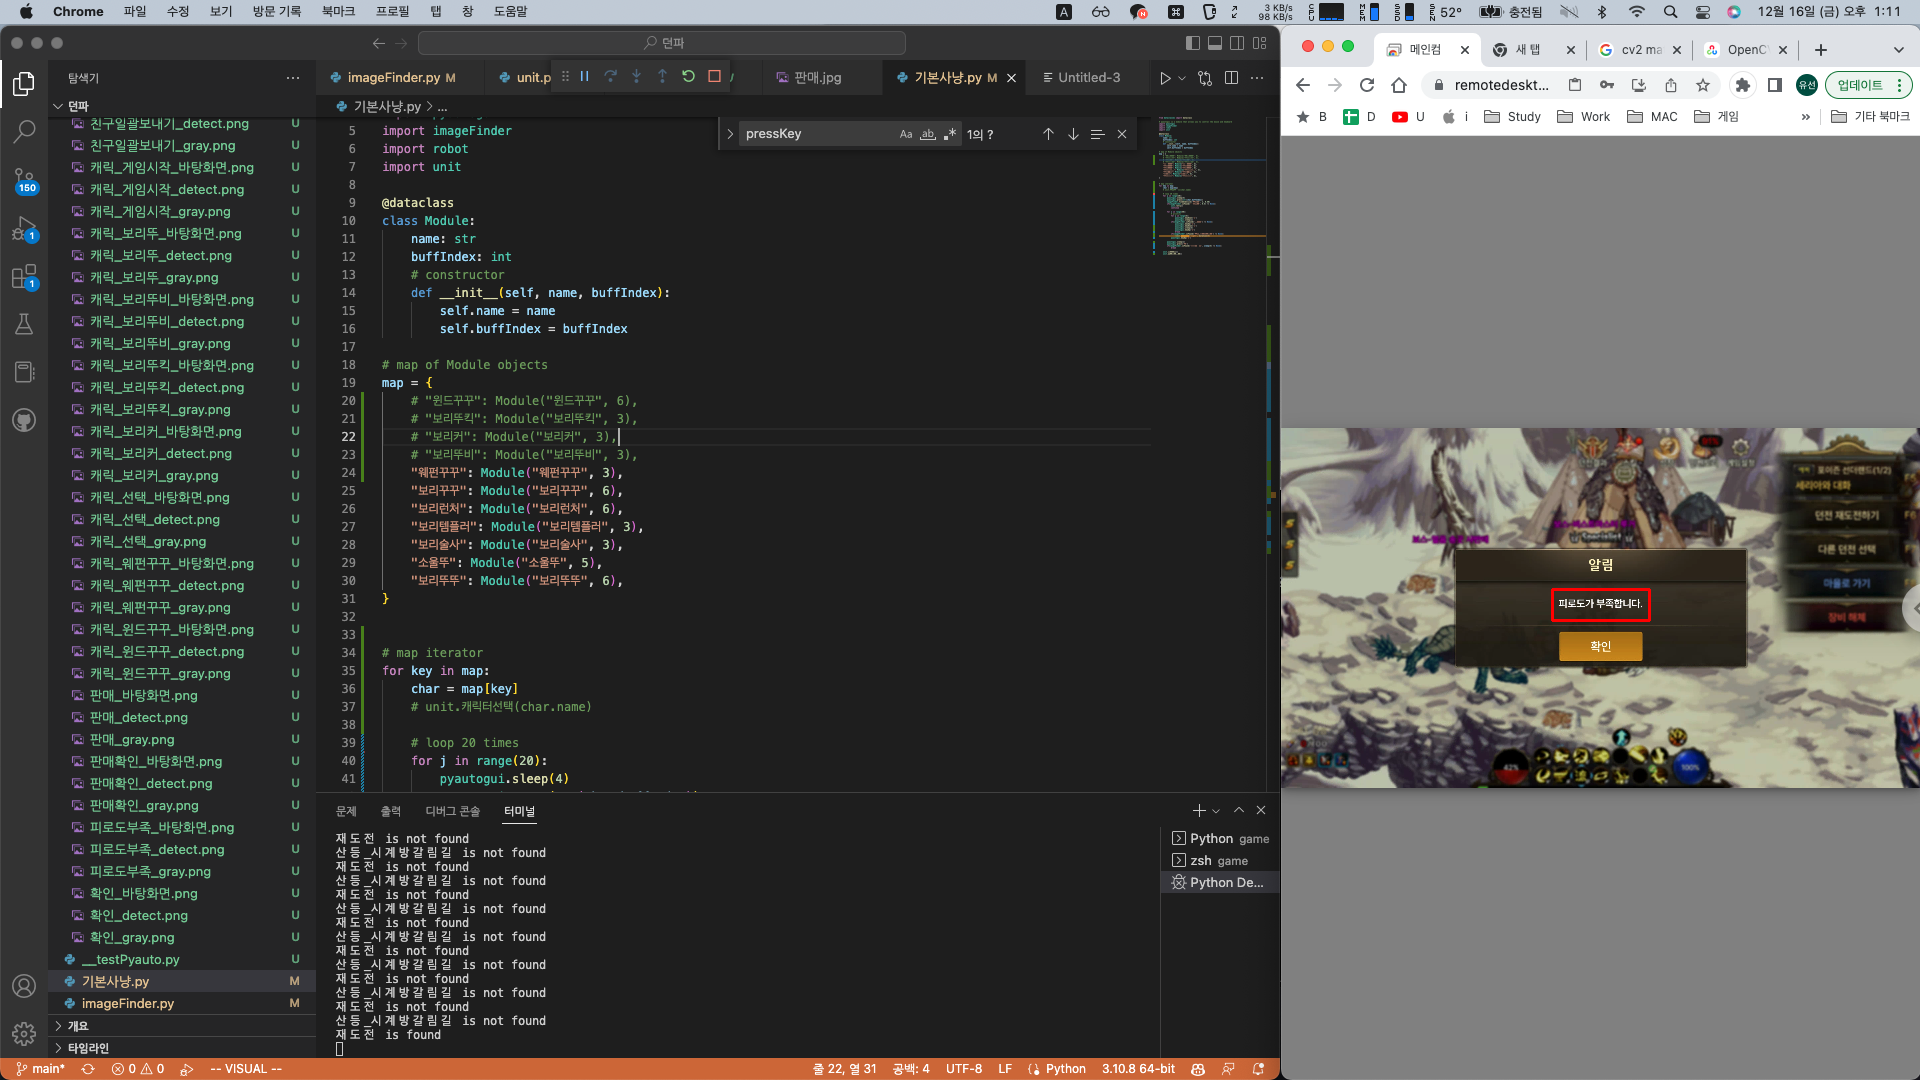 Chrome 파일 수정 보기 방문 기록 북마크 프로필 탭 창 도움말
3 KB/s
98 KB/s
52° 충전됨 12월 16일 (금) 오후 1:11
던파
탐색기
던파
친구일괄보내기_detect.png U
친구일괄보내기_gray.png U
캐릭_게임시작_바탕화면.png U
캐릭_게임시작_detect.png U
캐릭_게임시작_gray.png U
캐릭_보리뚜_바탕화면.png U
캐릭_보리뚜_detect.png U
캐릭_보리뚜_gray.png U
캐릭_보리뚜비_바탕화면.png U
캐릭_보리뚜비_detect.png U
캐릭_보리뚜비_gray.png U
캐릭_보리뚜킥_바탕화면.png U
캐릭_보리뚜킥_detect.png U
캐릭_보리뚜킥_gray.png U
캐릭_보리커_바탕화면.png U
캐릭_보리커_detect.png U
캐릭_보리커_gray.png U
캐릭_선택_바탕화면.png U
캐릭_선택_detect.png U
캐릭_선택_gray.png U
캐릭_웨펀꾸꾸_바탕화면.png U
캐릭_웨펀꾸꾸_detect.png U
캐릭_웨펀꾸꾸_gray.png U
캐릭_윈드꾸꾸_바탕화면.png U
캐릭_윈드꾸꾸_detect.png U
캐릭_윈드꾸꾸_gray.png U
판매_바탕화면.png U
판매_detect.png U
판매_gray.png U
판매확인_바탕화면.png U
판매확인_detect.png U
판매확인_gray.png U
피로도부족_바탕화면.png U
피로도부족_detect.png U
피로도부족_gray.png U
확인_바탕화면.png U
확인_detect.png U
확인_gray.png U
__testPyauto.py U
기본사냥.py M
imageFinder.py M
개요
타임라인
150
1
1
imageFinder.py M unit.p 판매.jpg 기본사냥.py M Untitled-3
기본사냥.py > ...
pressKey Aa ab 1의 ?
5 import imageFinder
6 import robot
7 import unit
8
9 @dataclass
10 class Module:
11 name: str
12 buffIndex: int
13 # constructor
14 def __init__(self, name, buffIndex):
15 self.name = name
16 self.buffIndex = buffIndex
17
18 # map of Module objects
19 map = {
20 # "윈드꾸꾸": Module("윈드꾸꾸", 6),
21 # "보리뚜킥": Module("보리뚜킥", 3),
22 # "보리커": Module("보리커", 3),
23 # "보리뚜비": Module("보리뚜비", 3),
24 "웨펀꾸꾸": Module("웨펀꾸꾸", 3),
25 "보리꾸꾸": Module("보리꾸꾸", 6),
26 "보리런처": Module("보리런처", 6),
27 "보리템플러": Module("보리템플러", 3),
28 "보리술사": Module("보리술사", 3),
29 "소울뚜": Module("소울뚜", 5),
30 "보리뚜뚜": Module("보리뚜뚜", 6),
31 }
32
33
34 # map iterator
35 for key in map:
36 char = map[key]
37 # unit.캐릭터선택(char.name)
38
39 # loop 20 times
40 for j in range(20):
41 pyautogui.sleep(4)
문제 출력 디버그 콘솔 터미널
재도전 is not found
산등_시계방갈림길 is not found
재도전 is not found
산등_시계방갈림길 is not found
재도전 is not found
산등_시계방갈림길 is not found
재도전 is not found
산등_시계방갈림길 is not found
재도전 is not found
산등_시계방갈림길 is not found
재도전 is not found
산등_시계방갈림길 is not found
재도전 is not found
산등_시계방갈림길 is not found
재도전 is found
Python game
zsh game
Python De...
main* 0 0 -- VISUAL -- 줄 22, 열 31 공백: 4 UTF-8 LF Python 3.10.8 64-bit
메인컴 새 탭 cv2 ma OpenC
remotedeskt... 유선 업데이트
B D U i Study Work MAC 게임 » 기타 북마크
포이즌 선더랜드(1/2)
세리아와 대화
던전 재도전하기
다른 던전 선택
마을로 가기
장비 해체
Specialist
알림
피로도가 부족합니다.
확인
42%
100%